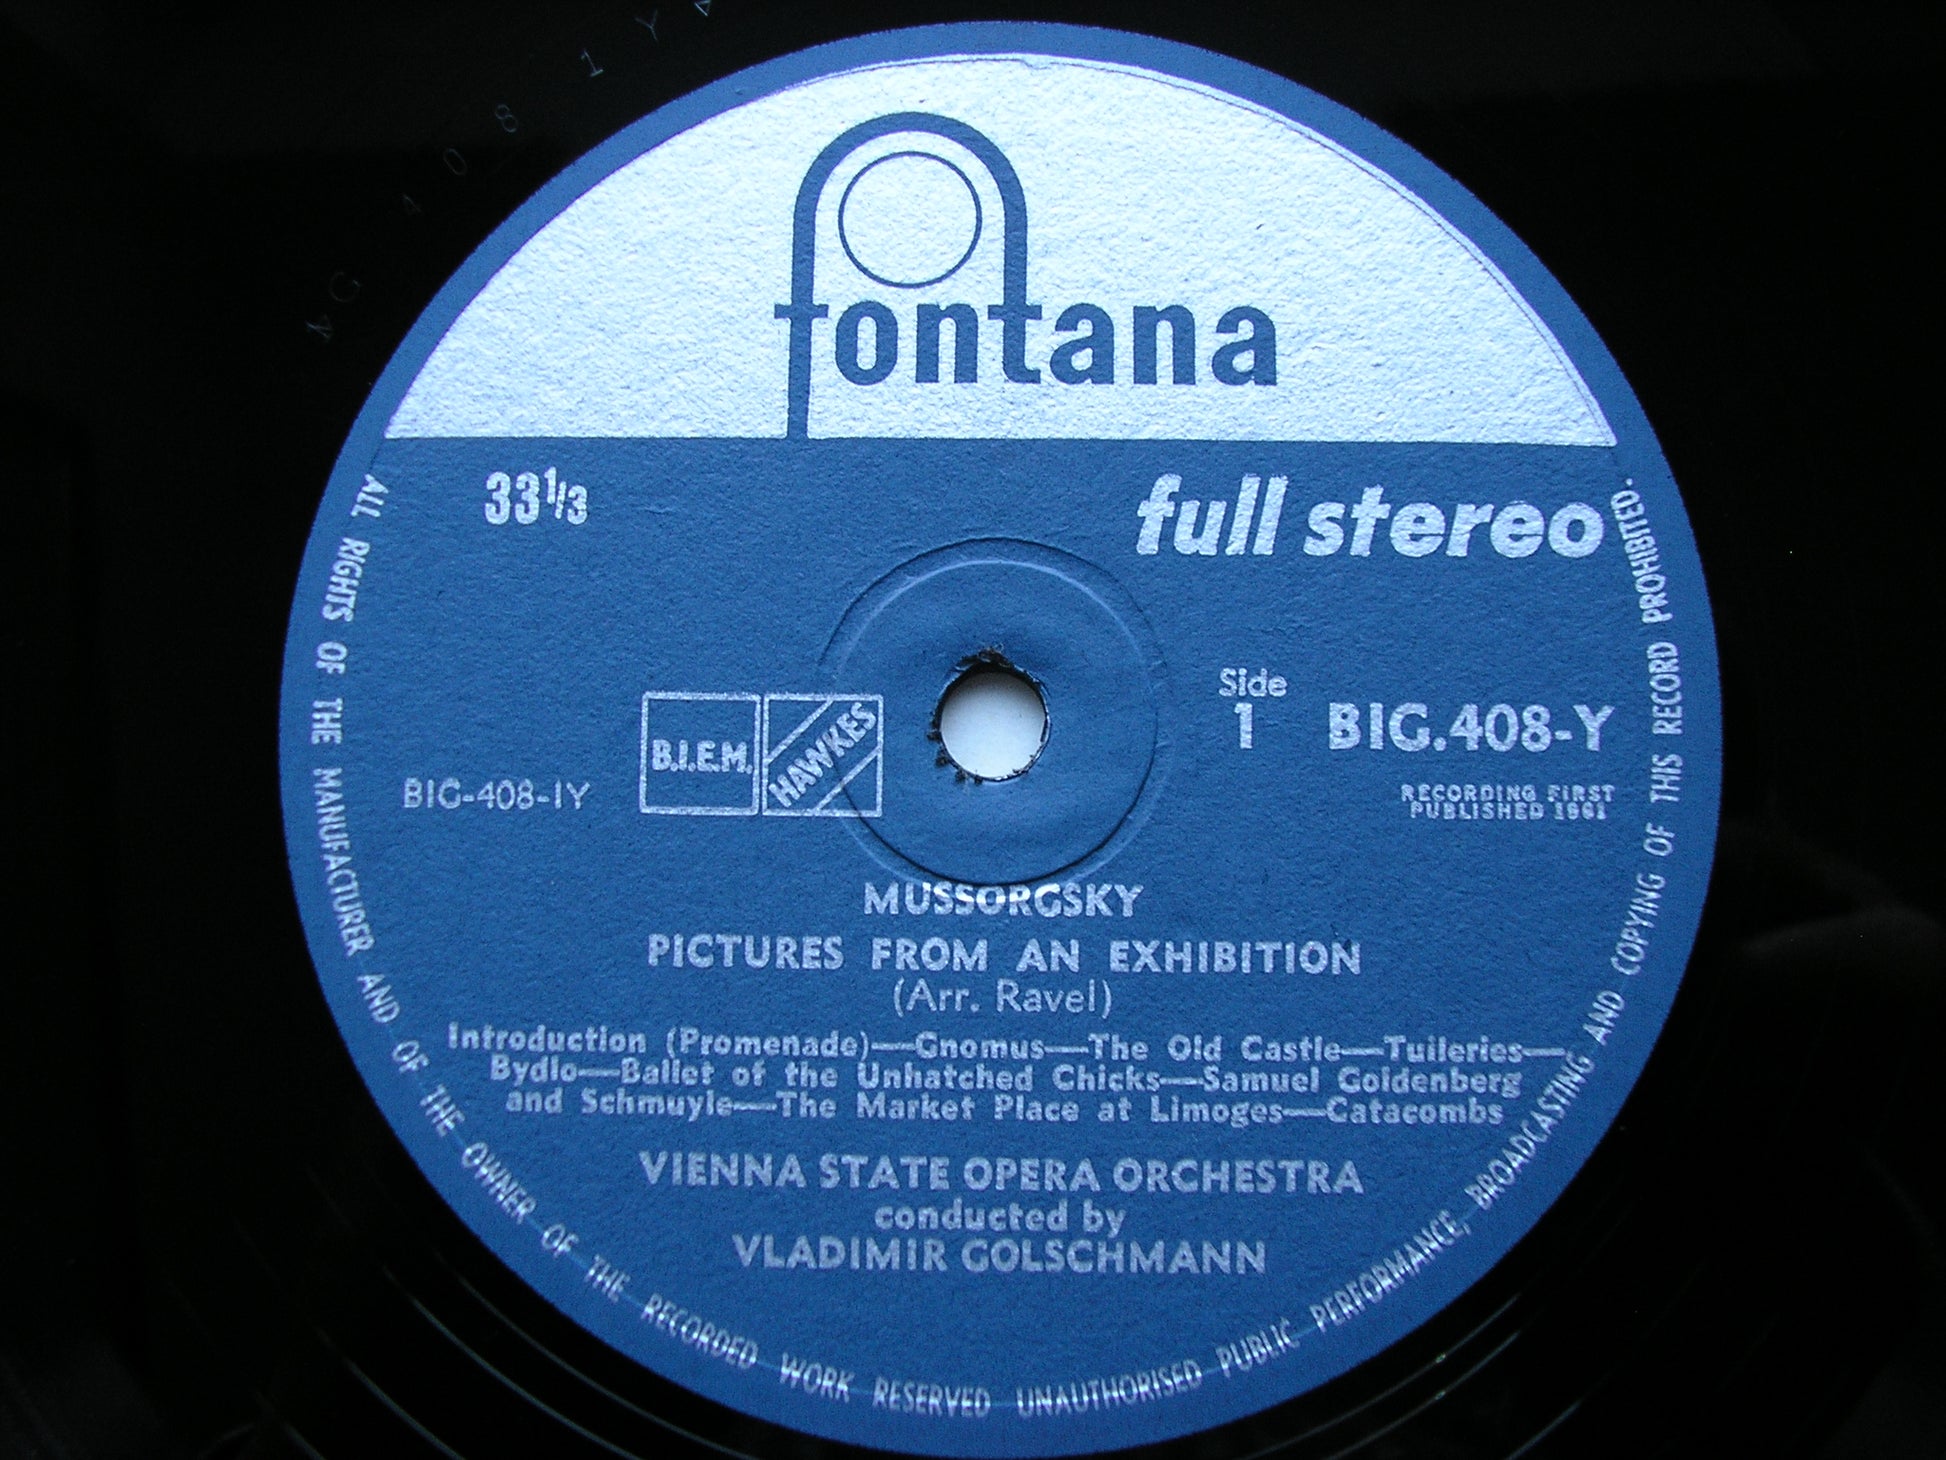 fontana
33⅓
full stereo
Side
1
BIG.408-Y
B.I.E.M.
HAWKES
BIG-408-1Y
RECORDING FIRST
PUBLISHED 1961
MUSSORGSKY
PICTURES FROM AN EXHIBITION
(Arr. Ravel)
Introduction (Promenade)—Gnomus—The Old Castle—Tuileries—
Bydlo—Ballet of the Unhatched Chicks—Samuel Goldenberg
and Schmuyle—The Market Place at Limoges—Catacombs
VIENNA STATE OPERA ORCHESTRA
conducted by
VLADIMIR GOLSCHMANN
ALL RIGHTS OF THE MANUFACTURER AND OF THE OWNER OF THE RECORDED WORK RESERVED UNAUTHORISED PUBLIC PERFORMANCE, BROADCASTING AND COPYING OF THIS RECORD PROHIBITED.